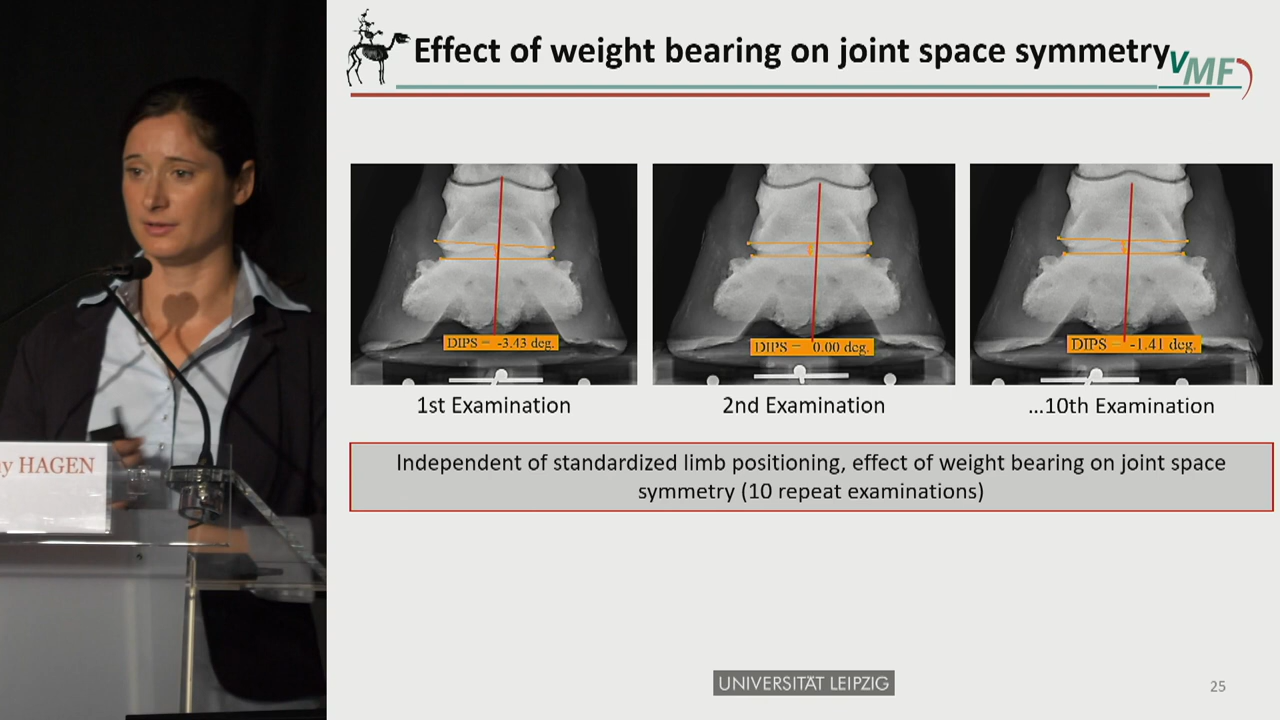 Effect of weight bearing on joint space symmetry
VMF
DIPS = -3.43 deg.
DIPS = 0.00 deg.
DIPS = -1.41 deg.
1st Examination
2nd Examination
...10th Examination
Independent of standardized limb positioning, effect of weight bearing on joint space
symmetry (10 repeat examinations)
HAGEN
UNIVERSITÄT LEIPZIG
25